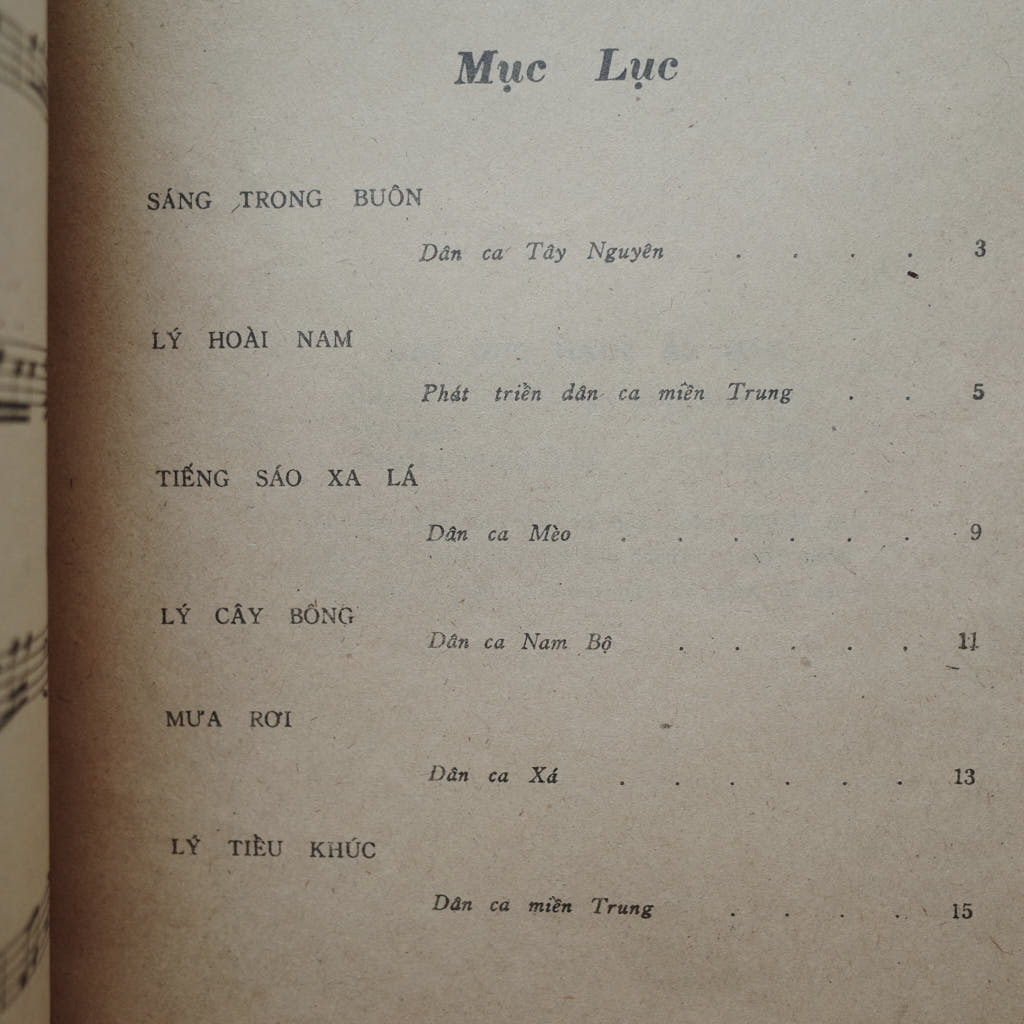 Mục Lục
SÁNG TRONG BUÔN
Dân ca Tây Nguyên . . . . 3
LÝ HOÀI NAM
Phát triển dân ca miền Trung . . 5
TIẾNG SÁO XA LÁ
Dân ca Mèo . . . . . . 9
LÝ CÂY BÔNG
Dân ca Nam Bộ . . . . . 11
MƯA RƠI
Dân ca Xá . . . . . . 13
LÝ TIỂU KHÚC
Dân ca miền Trung . . . . 15